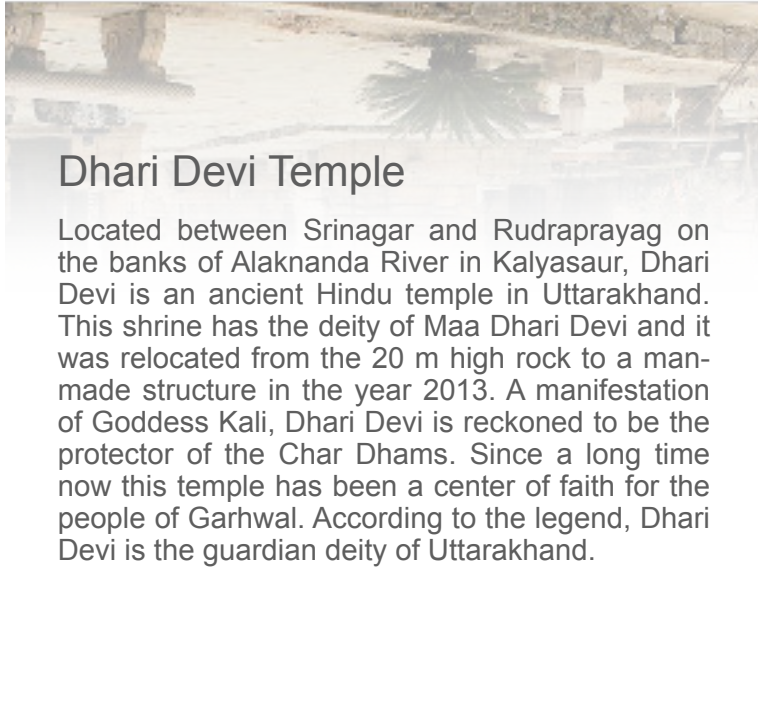 Dhari Devi Temple
Located between Srinagar and Rudraprayag on
the banks of Alaknanda River in Kalyasaur, Dhari
Devi is an ancient Hindu temple in Uttarakhand.
This shrine has the deity of Maa Dhari Devi and it
was relocated from the 20 m high rock to a man-
made structure in the year 2013. A manifestation
of Goddess Kali, Dhari Devi is reckoned to be the
protector of the Char Dhams. Since a long time
now this temple has been a center of faith for the
people of Garhwal. According to the legend, Dhari
Devi is the guardian deity of Uttarakhand.